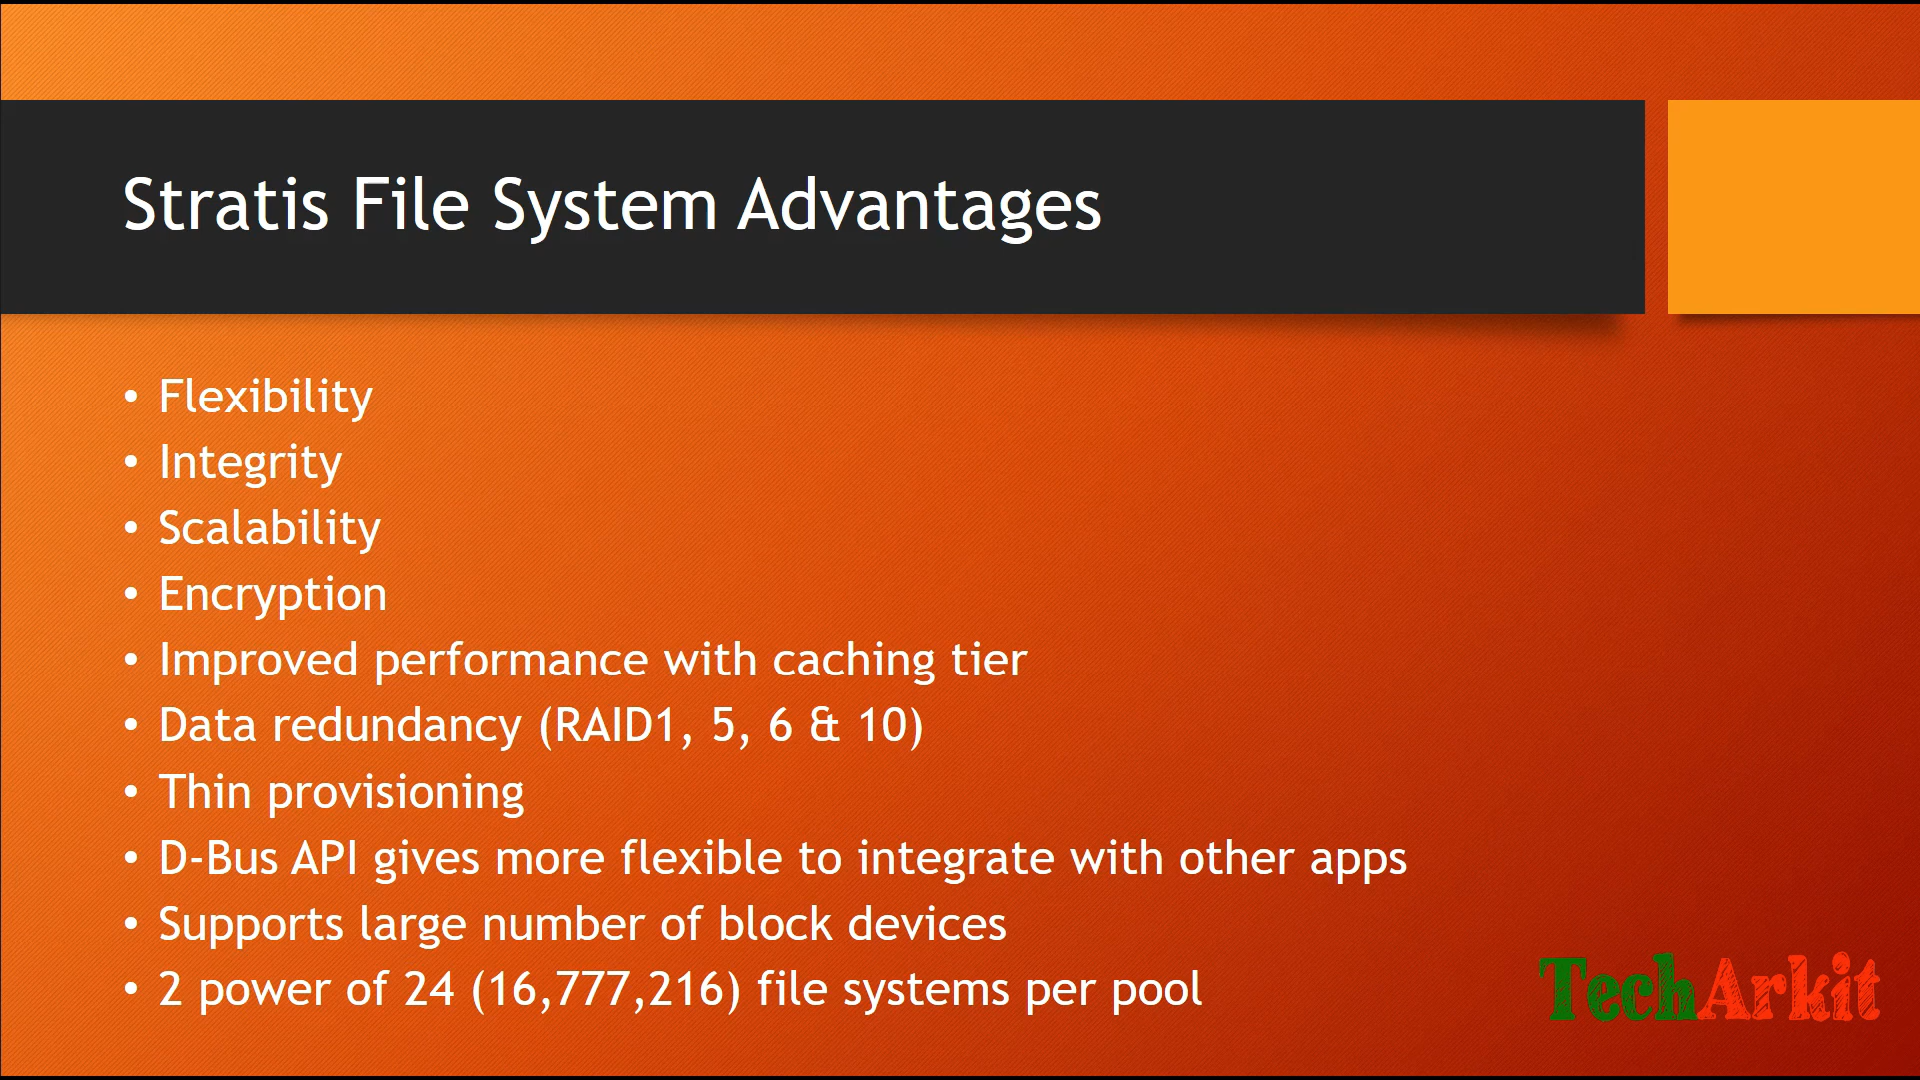 Stratis File System Advantages
• Flexibility
• Integrity
• Scalability
• Encryption
• Improved performance with caching tier
• Data redundancy (RAID1, 5, 6 & 10)
• Thin provisioning
• D-Bus API gives more flexible to integrate with other apps
• Supports large number of block devices
• 2 power of 24 (16,777,216) file systems per pool
TechArkit